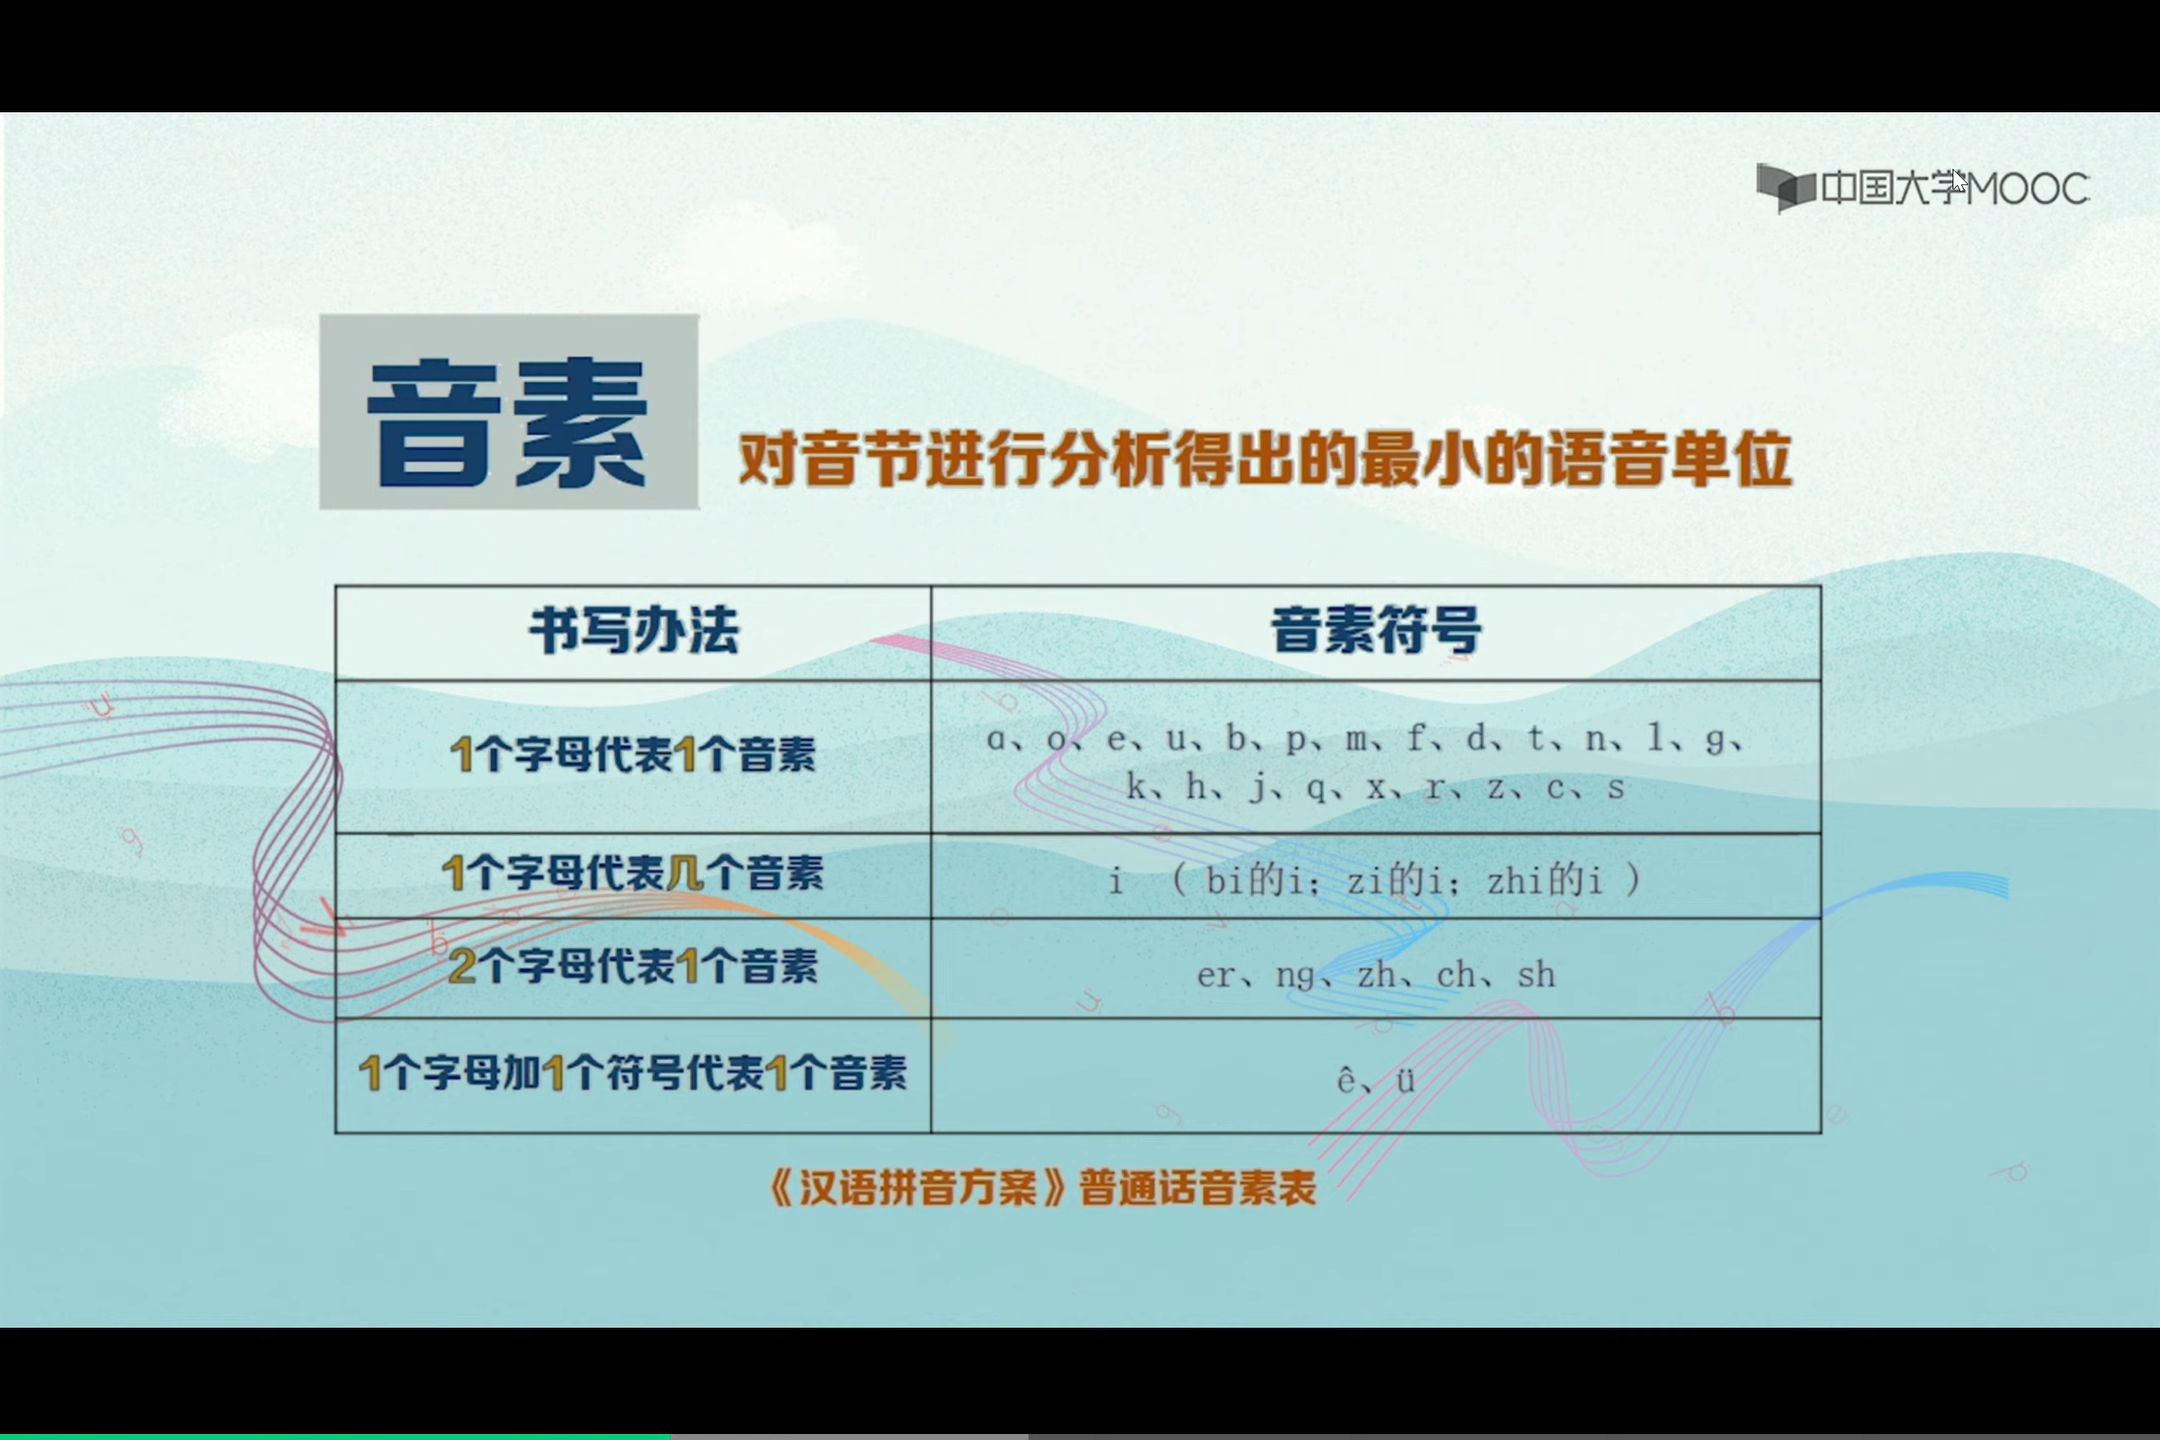 中国大学MOOC
音素
对音节进行分析得出的最小的语音单位
书写办法
音素符号
1个字母代表1个音素
ɑ、o、e、u、b、p、m、f、d、t、n、l、g、
k、h、j、q、x、r、z、c、s
1个字母代表几个音素
i （ bi的i；zi的i；zhi的i ）
2个字母代表1个音素
er、ng、zh、ch、sh
1个字母加1个符号代表1个音素
ê、ü
《汉语拼音方案》普通话音素表